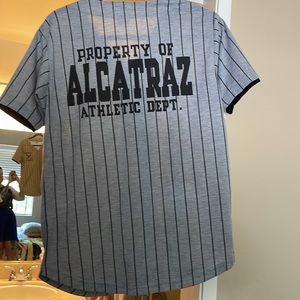 PROPERTY OF
ALCATRAZ
ATHLETIC DEPT.